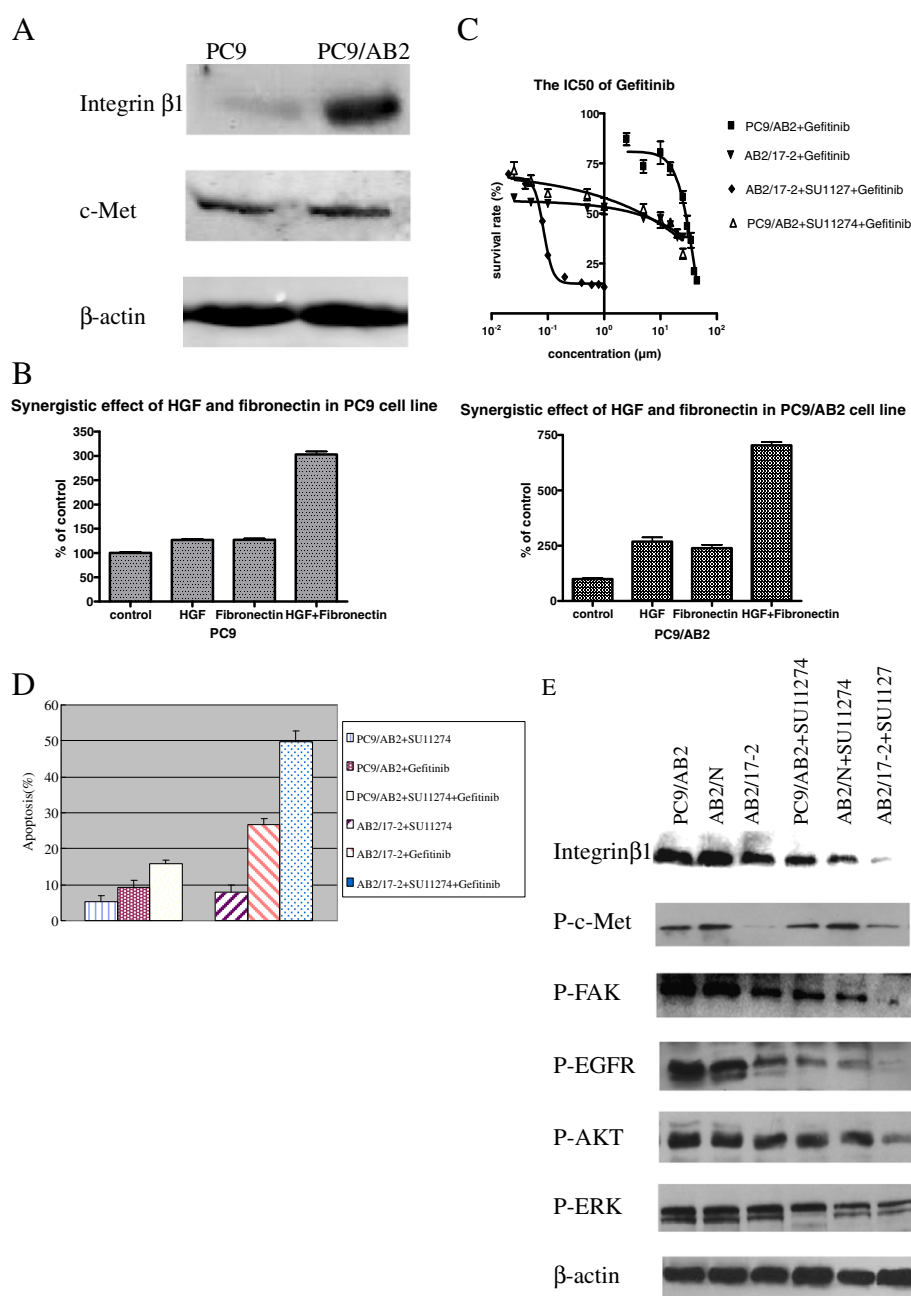 A
PC9 PC9/AB2
Integrin β1
c-Met
β-actin
C
The IC50 of Gefitinib
survival rate (%)
100
75
50
25
10-2 10-1 100 101 102
concentration (µm)
PC9/AB2+Gefitinib
AB2/17-2+Gefitinib
AB2/17-2+SU1127+Gefitinib
PC9/AB2+SU11274+Gefitinib
B
Synergistic effect of HGF and fibronectin in PC9 cell line
% of control
350
300
250
200
150
100
50
0
control HGF Fibronectin HGF+Fibronectin
PC9
Synergistic effect of HGF and fibronectin in PC9/AB2 cell line
% of control
750
500
250
0
control HGF Fibronectin HGF+Fibronectin
PC9/AB2
D
Apoptosis(%)
60
50
40
30
20
10
0
PC9/AB2+SU11274
PC9/AB2+Gefitinib
PC9/AB2+SU11274+Gefitinib
AB2/17-2+SU11274
AB2/17-2+Gefitinib
AB2/17-2+SU11274+Gefitinib
E
PC9/AB2
AB2/N
AB2/17-2
PC9/AB2+SU11274
AB2/N+SU11274
AB2/17-2+SU1127
Integrinβ1
P-c-Met
P-FAK
P-EGFR
P-AKT
P-ERK
β-actin